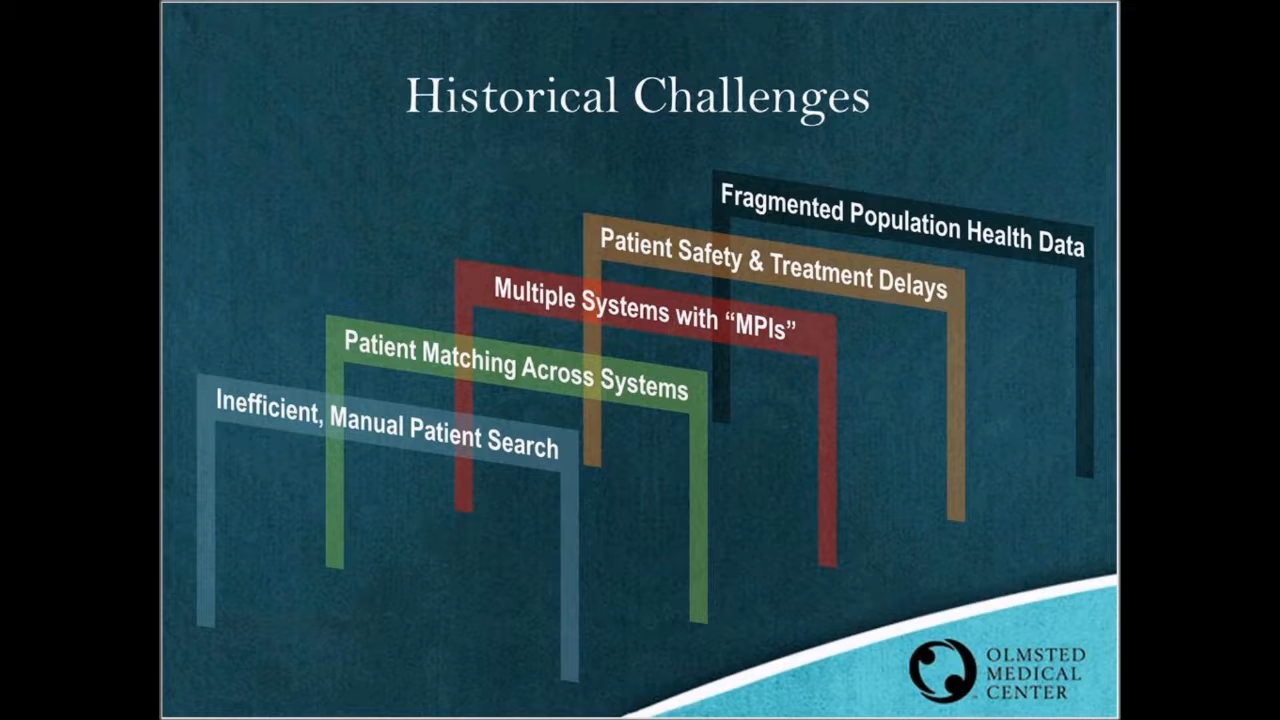 Historical Challenges
Fragmented Population Health Data
Patient Safety & Treatment Delays
Multiple Systems with “MPIs”
Patient Matching Across Systems
Inefficient, Manual Patient Search
OLMSTED
MEDICAL
CENTER